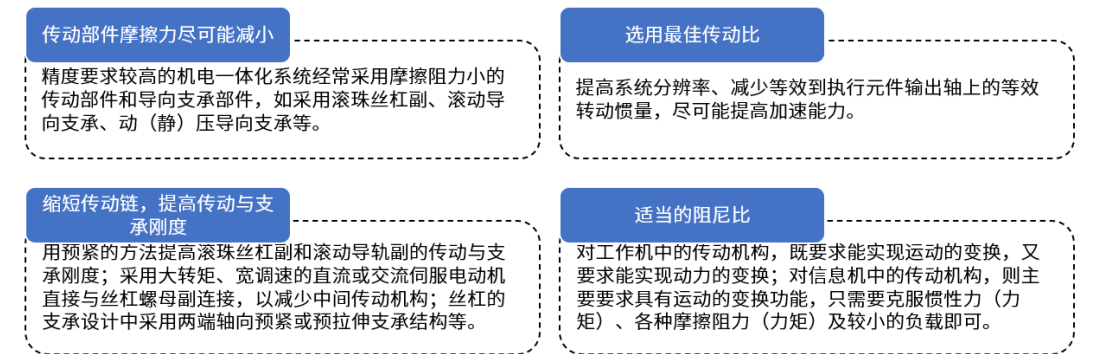 传动部件摩擦力尽可能减小
精度要求较高的机电一体化系统经常采用摩擦阻力小的
传动部件和导向支承部件，如采用滚珠丝杠副、滚动导
向支承、动（静）压导向支承等。
选用最佳传动比
提高系统分辨率、减少等效到执行元件输出轴上的等效
转动惯量，尽可能提高加速能力。
缩短传动链，提高传动与支
承刚度
用预紧的方法提高滚珠丝杠副和滚动导轨副的传动与支
承刚度；采用大转矩、宽调速的直流或交流伺服电动机
直接与丝杠螺母副连接，以减少中间传动机构；丝杠的
支承设计中采用两端轴向预紧或预拉伸支承结构等。
适当的阻尼比
对工作机中的传动机构，既要求能实现运动的变换，又
要求能实现动力的变换；对信息机中的传动机构，则主
要要求具有运动的变换功能，只需要克服惯性力（力
矩）、各种摩擦阻力（力矩）及较小的负载即可。